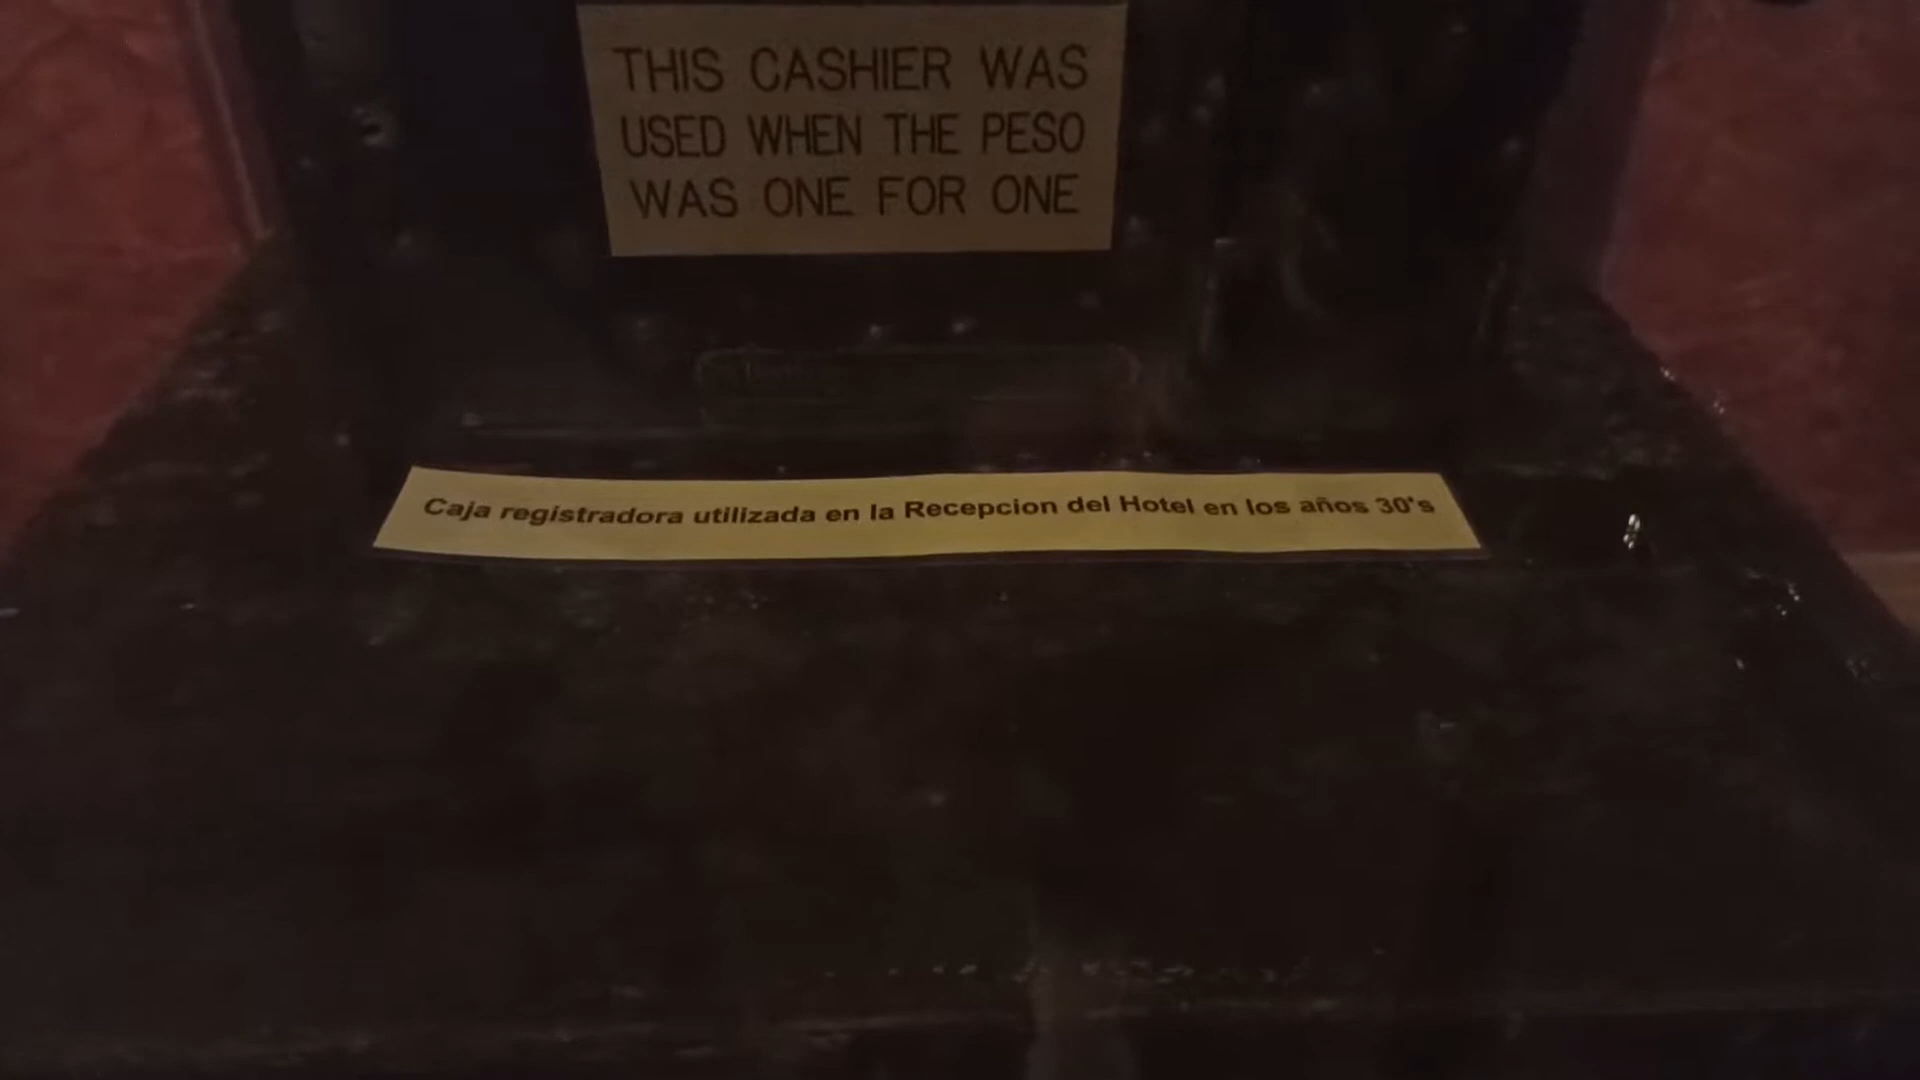 THIS CASHIER WAS
USED WHEN THE PESO
WAS ONE FOR ONE
Caja registradora utilizada en la Recepcion del Hotel en los años 30's